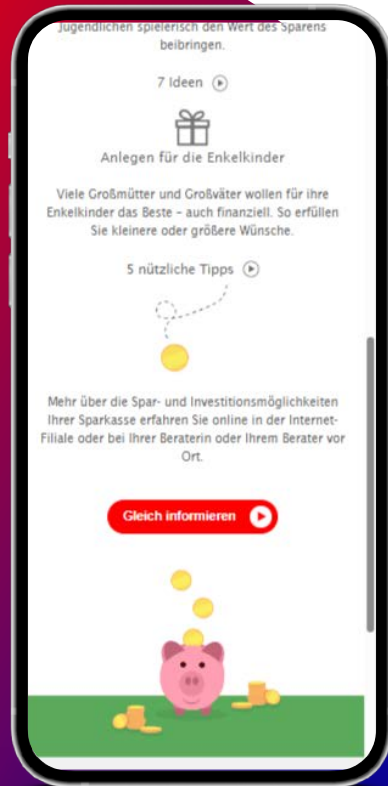 Jugendlichen spielerisch den Wert des Sparens
beibringen.
7 Ideen
Anlegen für die Enkelkinder
Viele Großmütter und Großväter wollen für ihre
Enkelkinder das Beste – auch finanziell. So erfüllen
Sie kleinere oder größere Wünsche.
5 nützliche Tipps
Mehr über die Spar- und Investitionsmöglichkeiten
Ihrer Sparkasse erfahren Sie online in der Internet-
Filiale oder bei Ihrer Beraterin oder Ihrem Berater vor
Ort.
Gleich informieren